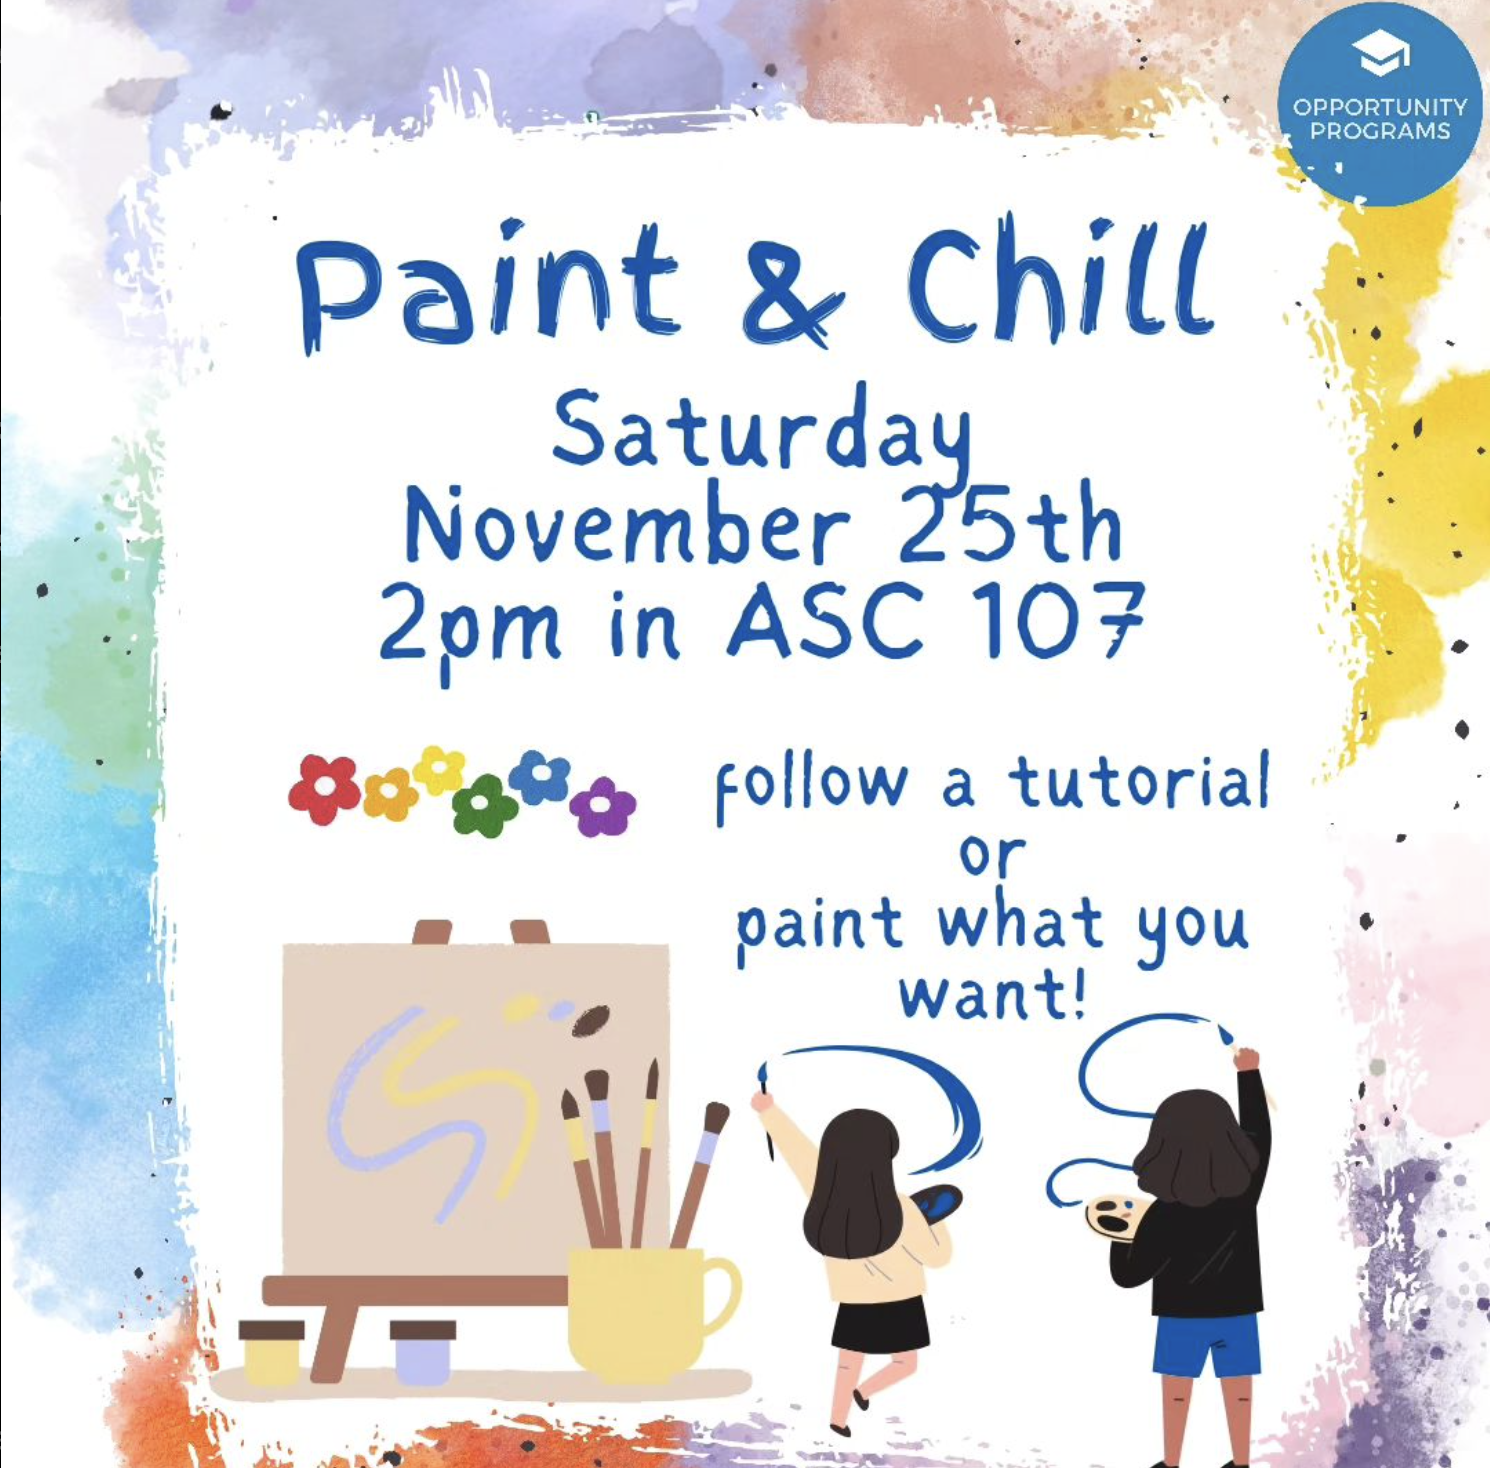 OPPORTUNITY
PROGRAMS
Paint & Chill
Saturday
November 25th
2pm in ASC 107
follow a tutorial
or
paint what you
want!